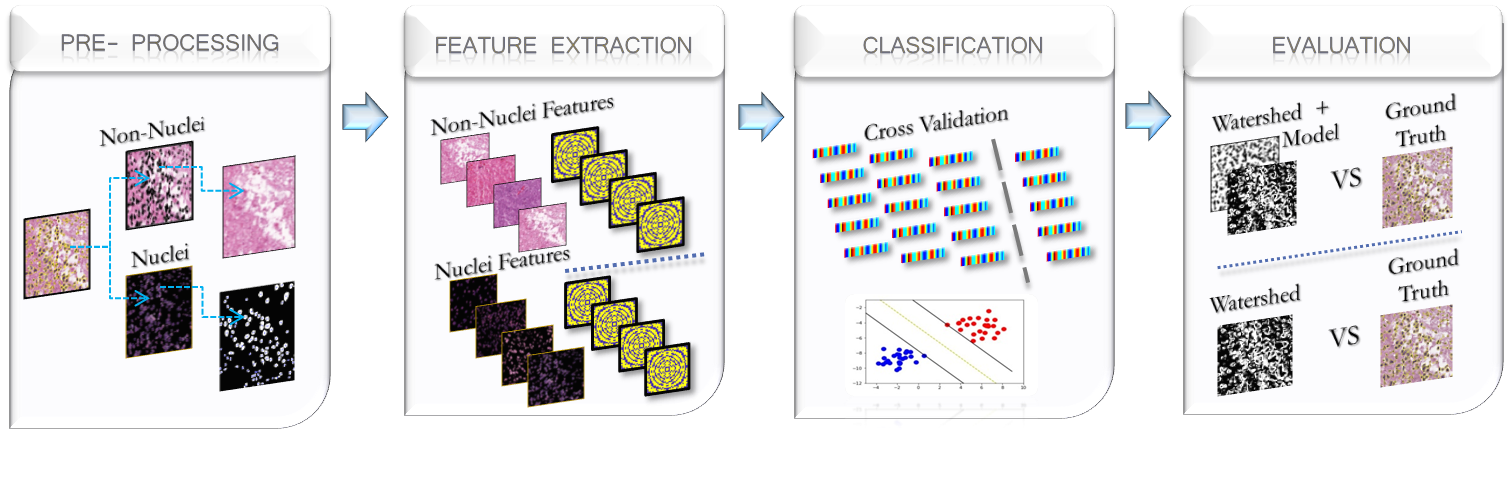 PRE- PROCESSING
Non-Nuclei
Nuclei
FEATURE EXTRACTION
Non-Nuclei Features
Nuclei Features
CLASSIFICATION
Cross Validation
-2
-4
-6
-8
-10
-12
-4
-2
0
2
4
6
8
10
EVALUATION
Watershed +
Model
VS
Ground
Truth
Watershed
VS
Ground
Truth